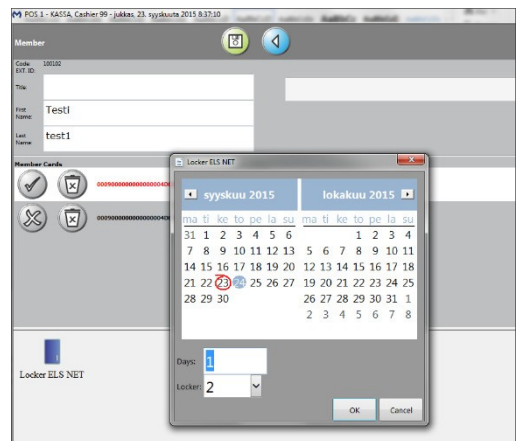 POS 1 - KASSA, Cashier 99 - jukkas, 23. syyskuuta 2015 8:37:10
Member
Code 100102
EXT. ID:
Title
First Name Testi
Last Name test1
Member Cards
Locker ELS NET
syyskuu 2015 lokakuu 2015
ma ti ke to pe la su ma ti ke to pe la su
31 1 2 3 4 5 6 1 2 3 4
7 8 9 10 11 12 13 5 6 7 8 9 10 11
14 15 16 17 18 19 20 12 13 14 15 16 17 18
21 22 23 24 25 26 27 19 20 21 22 23 24 25
28 29 30 26 27 28 29 30 31 1
2 3 4 5 6 7 8
Days: 1
Locker: 2
OK Cancel
Locker ELS NET